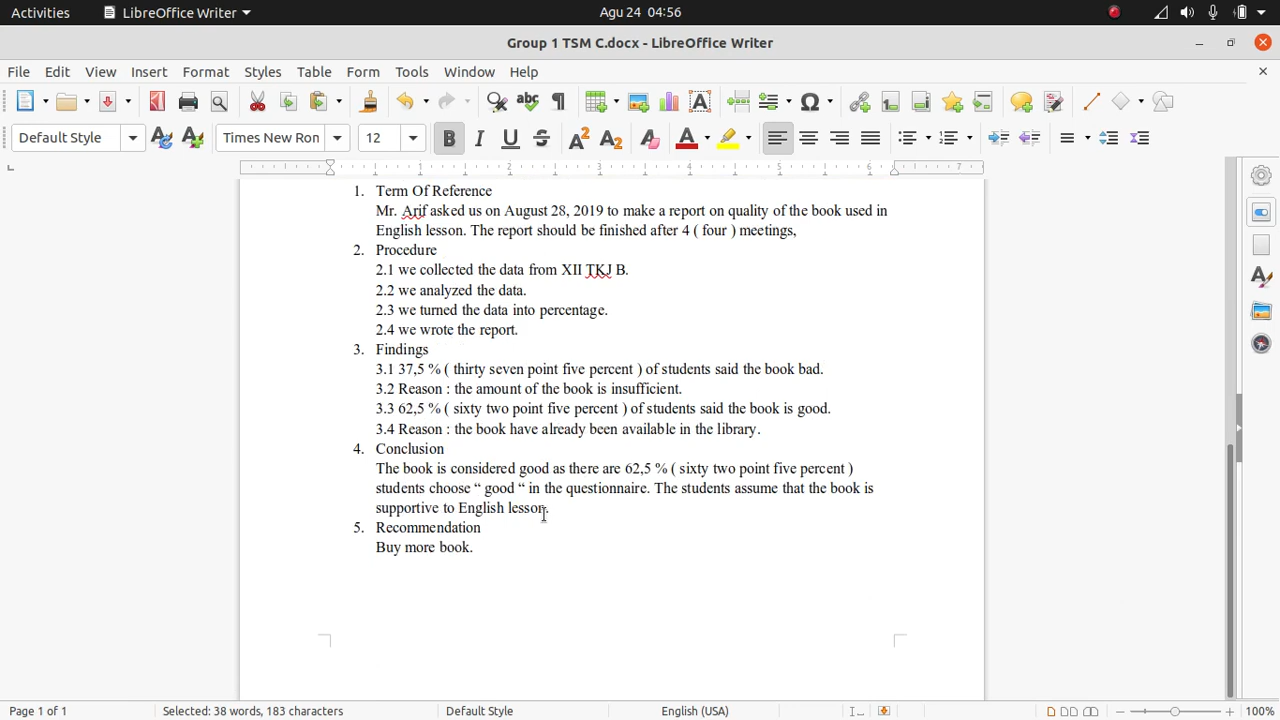 Activities LibreOffice Writer Agu 24 04:56
Group 1 TSM C.docx - LibreOffice Writer
File Edit View Insert Format Styles Table Form Tools Window Help
Default Style Times New Ron 12
1 2 3 4 5 6 7
1. Term Of Reference
Mr. Arif asked us on August 28, 2019 to make a report on quality of the book used in
English lesson. The report should be finished after 4 ( four ) meetings,
2. Procedure
2.1 we collected the data from XII TKJ B.
2.2 we analyzed the data.
2.3 we turned the data into percentage.
2.4 we wrote the report.
3. Findings
3.1 37,5 % ( thirty seven point five percent ) of students said the book bad.
3.2 Reason : the amount of the book is insufficient.
3.3 62,5 % ( sixty two point five percent ) of students said the book is good.
3.4 Reason : the book have already been available in the library.
4. Conclusion
The book is considered good as there are 62,5 % ( sixty two point five percent )
students choose “ good “ in the questionnaire. The students assume that the book is
supportive to English lesson.
5. Recommendation
Buy more book.
Page 1 of 1 Selected: 38 words, 183 characters Default Style English (USA) 100%